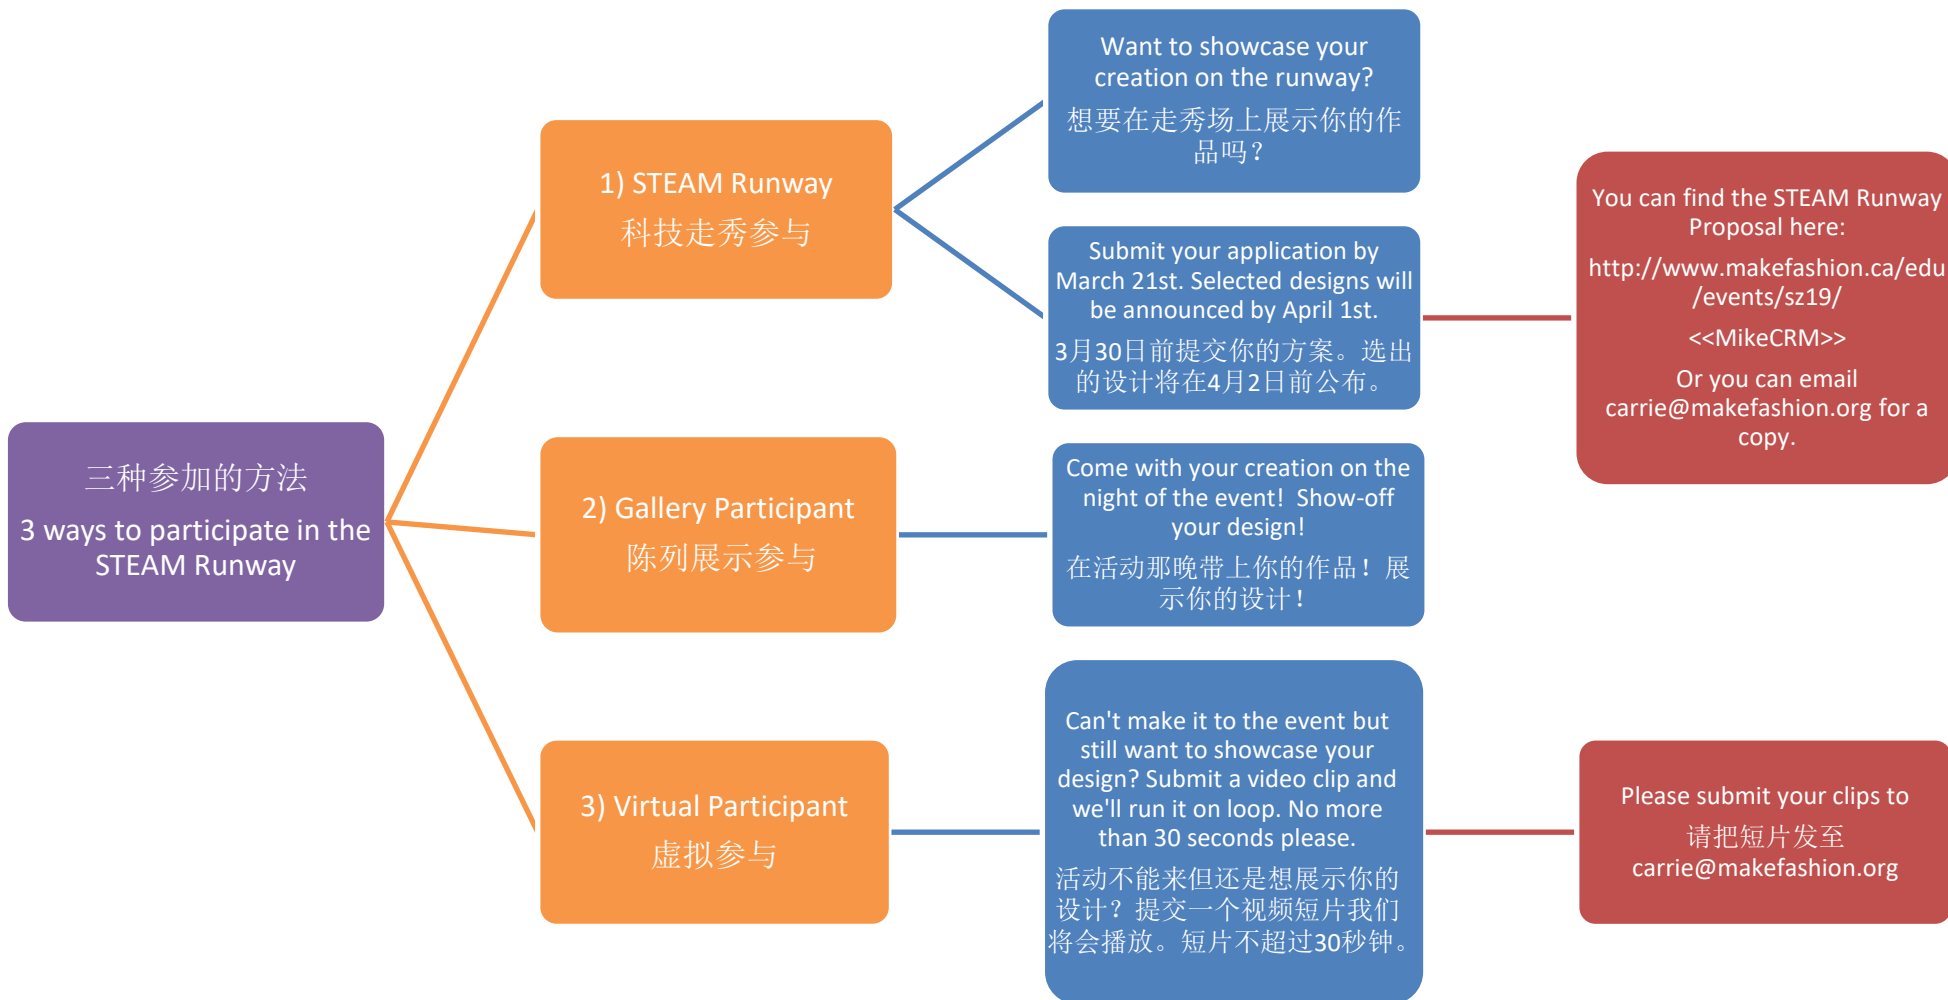 三种参加的方法
3 ways to participate in the
STEAM Runway
1) STEAM Runway
科技走秀参与
Want to showcase your
creation on the runway?
想要在走秀场上展示你的作
品吗？
Submit your application by
March 21st. Selected designs will
be announced by April 1st.
3月30日前提交你的方案。选出
的设计将在4月2日前公布。
You can find the STEAM Runway
Proposal here:
http://www.makefashion.ca/edu
/events/sz19/
<<MikeCRM>>
Or you can email
carrie@makefashion.org for a
copy.
2) Gallery Participant
陈列展示参与
Come with your creation on the
night of the event!  Show-off
your design!
在活动那晚带上你的作品！展
示你的设计！
3) Virtual Participant
虚拟参与
Can't make it to the event but
still want to showcase your
design? Submit a video clip and
we'll run it on loop. No more
than 30 seconds please.
活动不能来但还是想展示你的
设计？提交一个视频短片我们
将会播放。短片不超过30秒钟。
Please submit your clips to
请把短片发至
carrie@makefashion.org